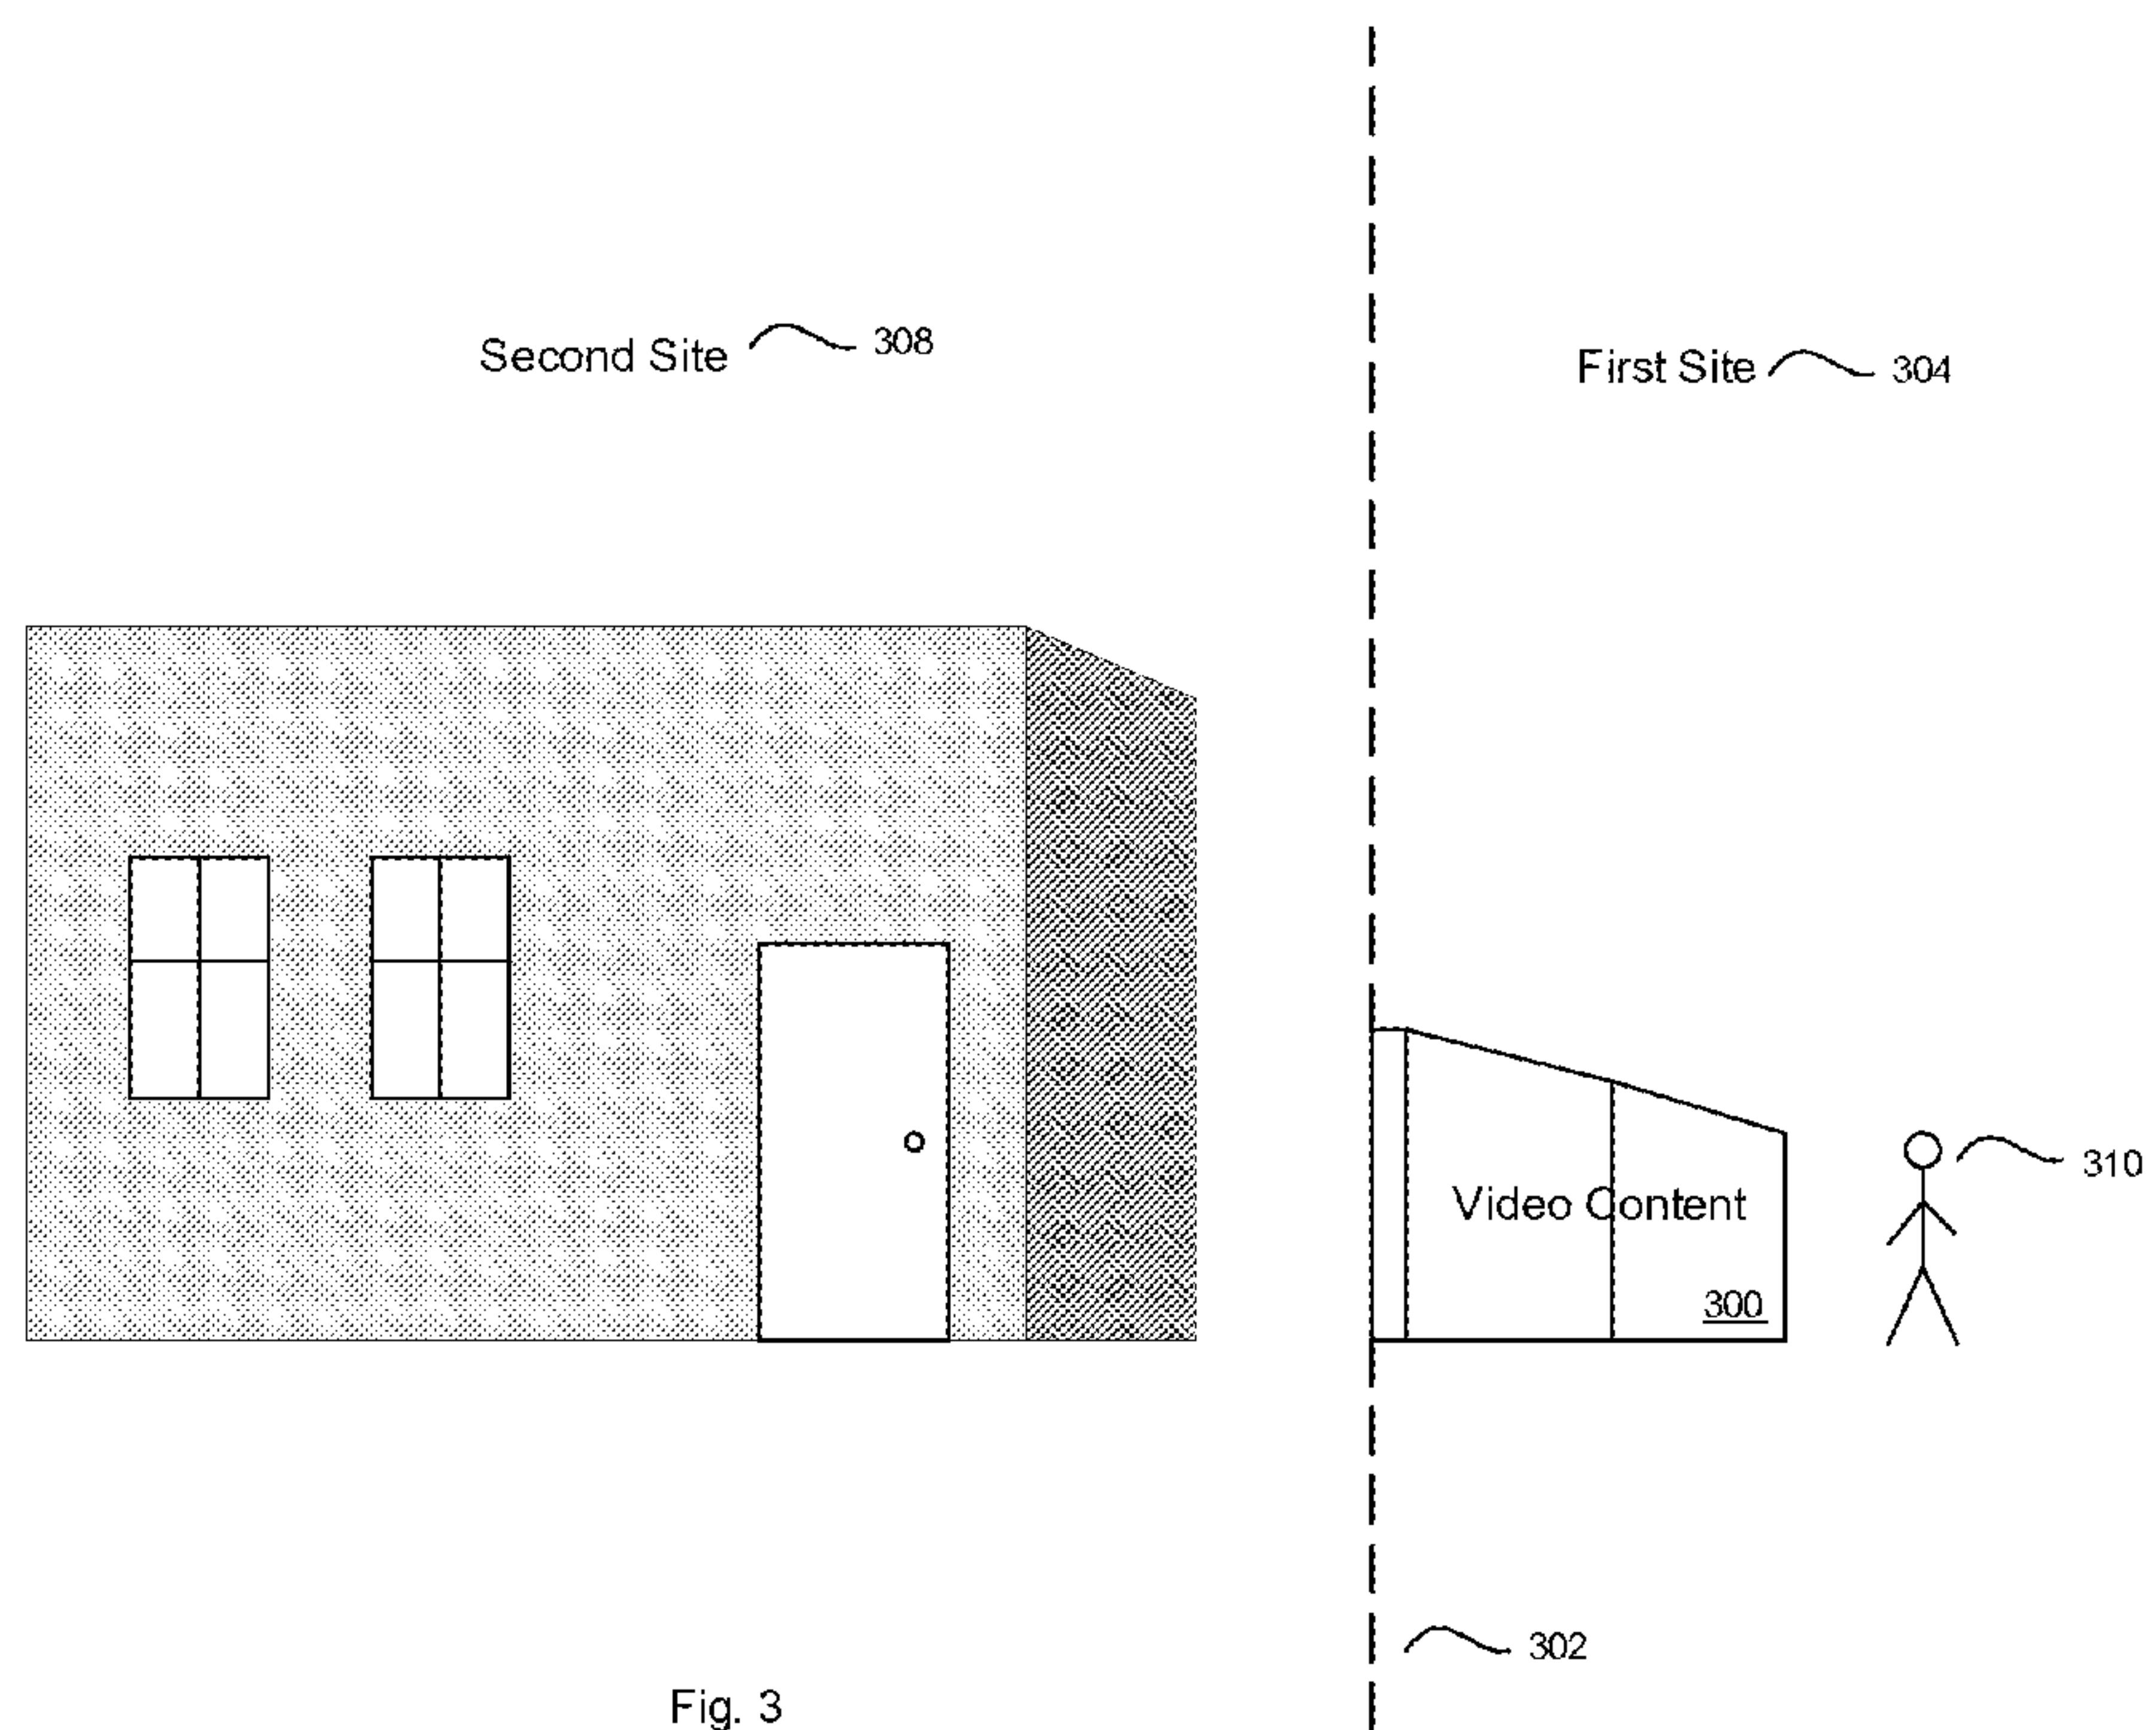 Second Site 308
First Site 304
310
Video Content
300
302
Fig. 3